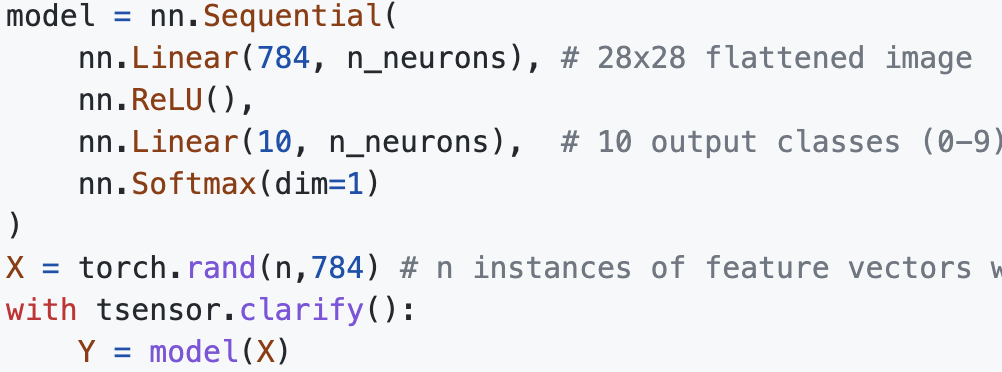 model = nn.Sequential(
    nn.Linear(784, n_neurons), # 28x28 flattened image
    nn.ReLU(),
    nn.Linear(10, n_neurons),  # 10 output classes (0-9)
    nn.Softmax(dim=1)
)
X = torch.rand(n,784) # n instances of feature vectors
with tsensor.clarify():
    Y = model(X)